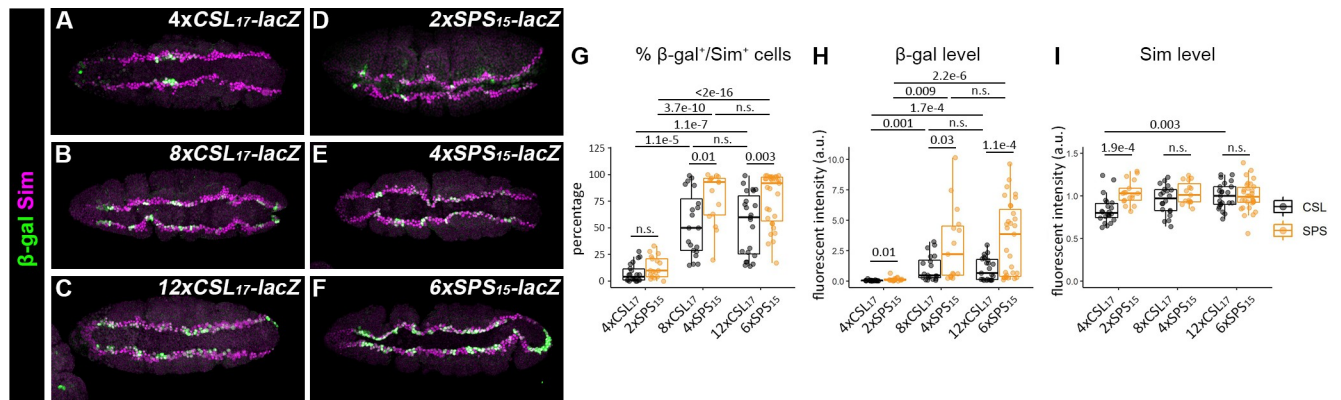 β-gal Sim
A 4xCSL17-lacZ
D 2xSPS15-lacZ
B 8xCSL17-lacZ
E 4xSPS15-lacZ
C 12xCSL17-lacZ
F 6xSPS15-lacZ
G % β-gal+/Sim+ cells
<2e-16
3.7e-10 n.s.
1.1e-7
1.1e-5 n.s.
0.01 0.003
n.s.
percentage
125
100
75
50
25
0
4xCSL17
2xSPS15
8xCSL17
4xSPS15
12xCSL17
6xSPS15
H β-gal level
2.2e-6
0.009 n.s.
1.7e-4
0.001 n.s.
0.03 1.1e-4
0.01
fluorescent intensity (a.u.)
10.0
7.5
5.0
2.5
0.0
4xCSL17
2xSPS15
8xCSL17
4xSPS15
12xCSL17
6xSPS15
I Sim level
0.003
1.9e-4 n.s. n.s.
fluorescent intensity (a.u.)
1.5
1.0
0.5
0.0
4xCSL17
2xSPS15
8xCSL17
4xSPS15
12xCSL17
6xSPS15
CSL
SPS